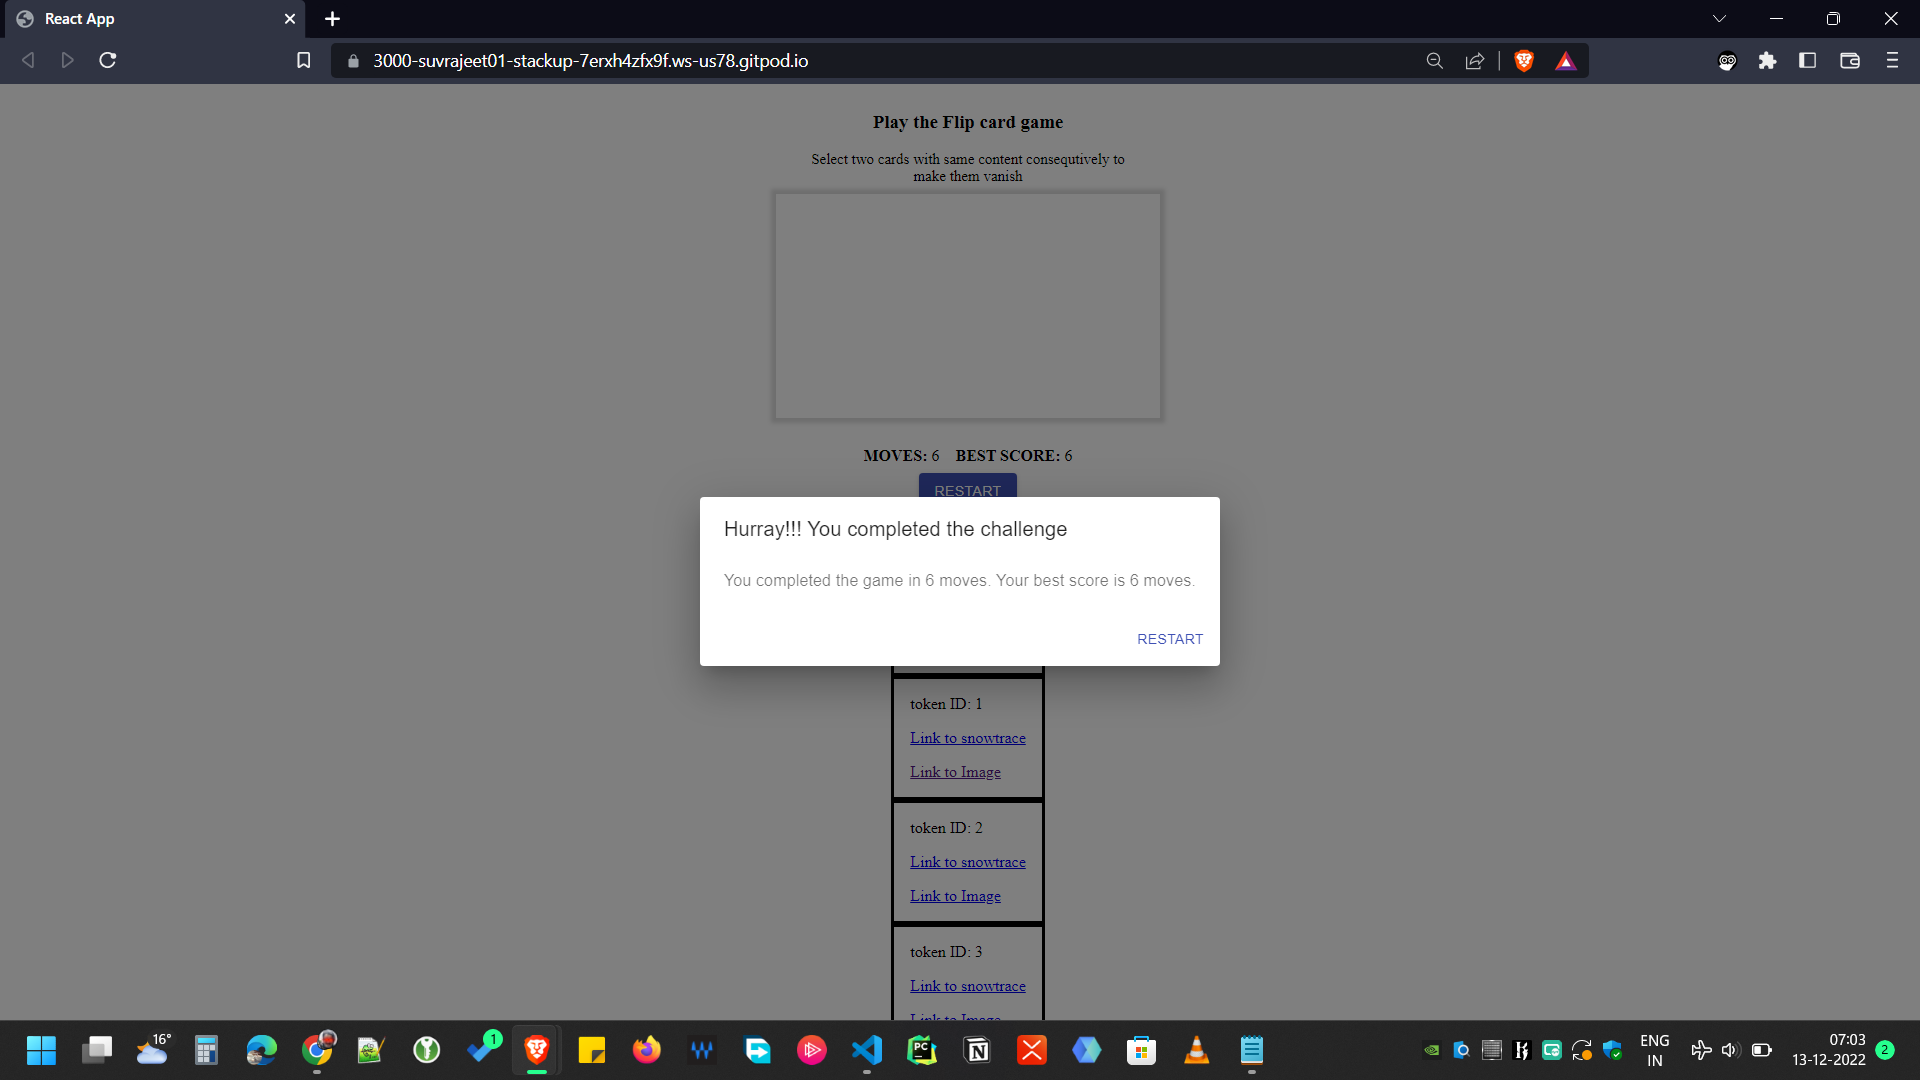 React App
3000-suvrajeet01-stackup-7erxh4zfx9f.ws-us78.gitpod.io
Play the Flip card game
Select two cards with same content consequtively to
make them vanish
MOVES: 6 BEST SCORE: 6
RESTART
Hurray!!! You completed the challenge
You completed the game in 6 moves. Your best score is 6 moves.
RESTART
token ID: 1
Link to snowtrace
Link to Image
token ID: 2
Link to snowtrace
Link to Image
token ID: 3
Link to snowtrace
Link to Image
16°
1
PC
N
ENG
IN
07:03
13-12-2022
2